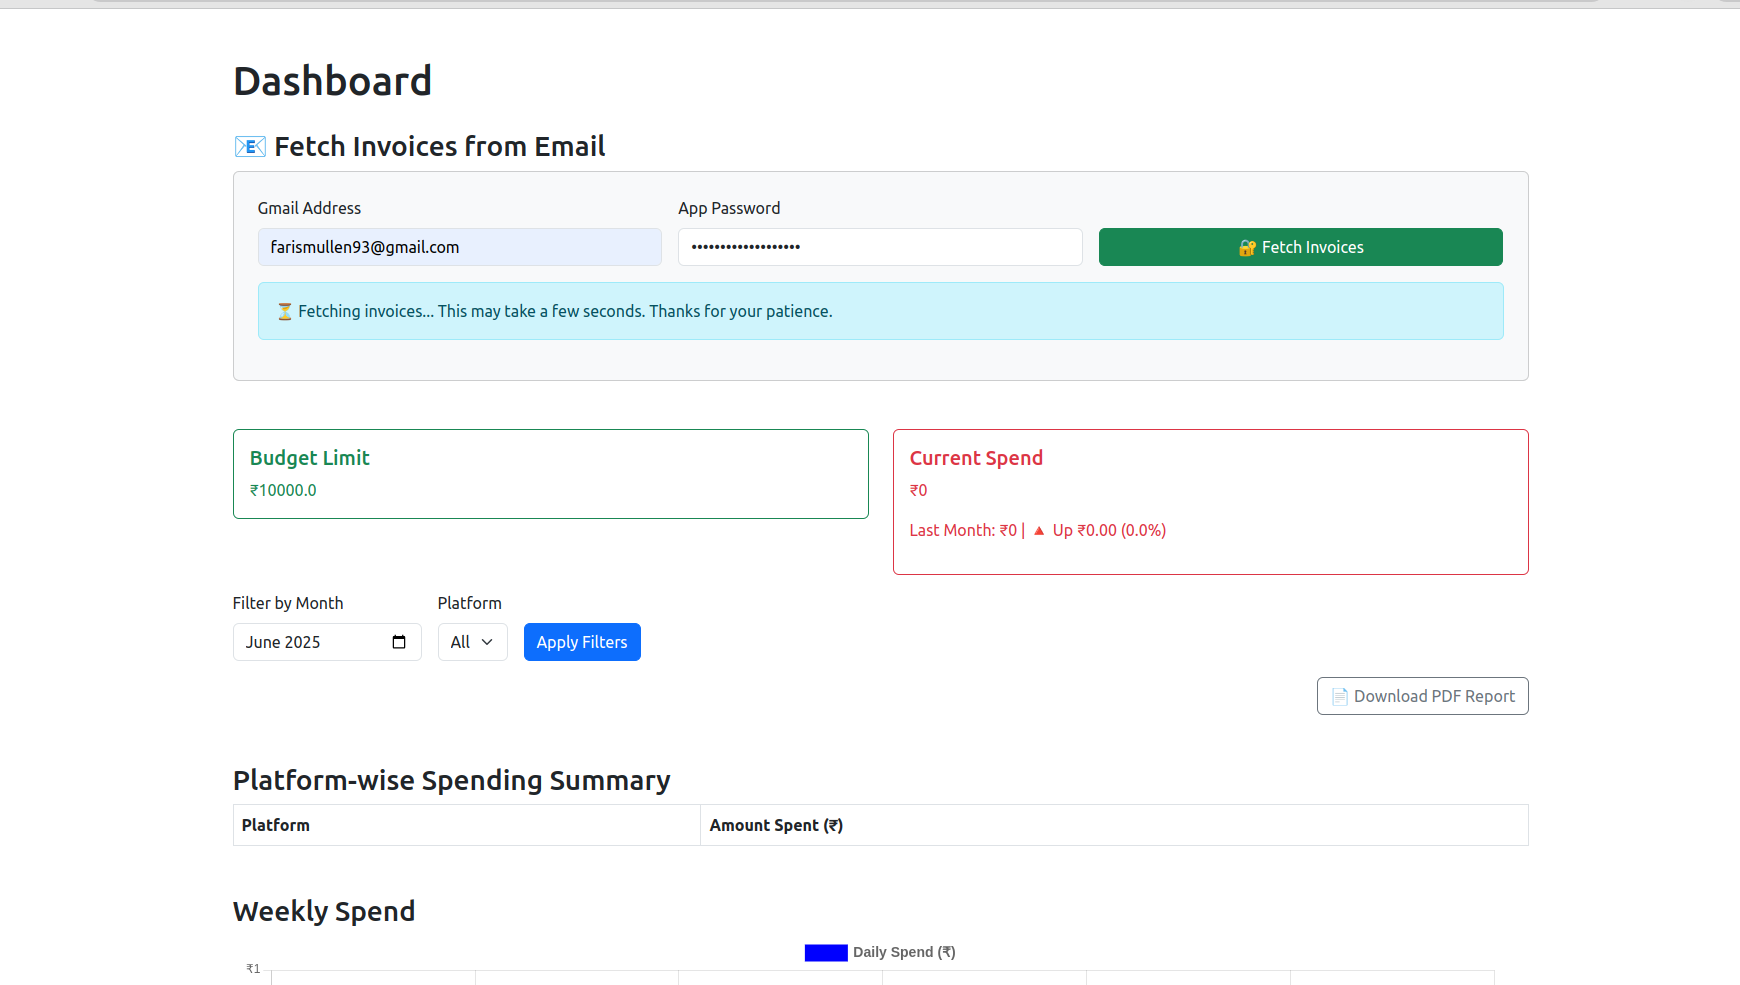 Dashboard
📧 Fetch Invoices from Email
Gmail Address
App Password
farismullen93@gmail.com
•••••••••••••••••••
🔐 Fetch Invoices
⏳ Fetching invoices... This may take a few seconds. Thanks for your patience.
Budget Limit
₹10000.0
Current Spend
₹0
Last Month: ₹0 | 🔺 Up ₹0.00 (0.0%)
Filter by Month
Platform
June 2025
All
Apply Filters
📄 Download PDF Report
Platform-wise Spending Summary
Platform
Amount Spent (₹)
Weekly Spend
Daily Spend (₹)
₹1